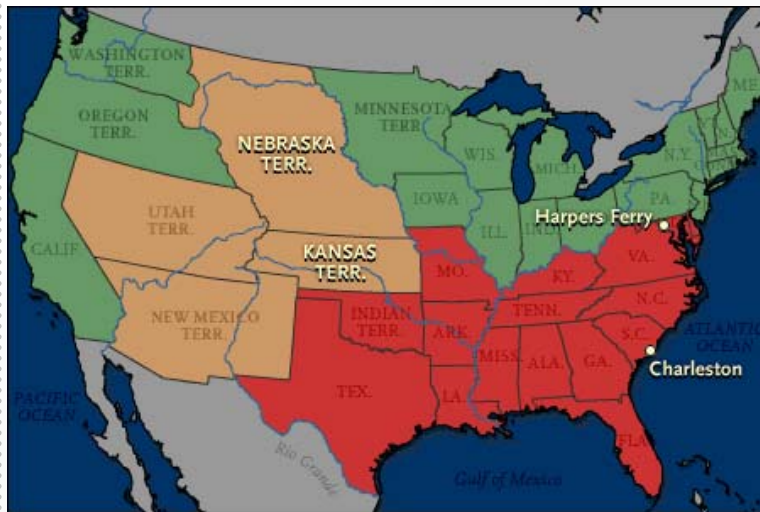 WASHINGTON
TERR.
OREGON
TERR.
MINNESOTA
TERR.
NEBRASKA
TERR.
WIS.
MICH.
N.Y.
ME.
IOWA
PA.
UTAH
TERR.
ILL.
IND.
Harpers Ferry
CALIF.
KANSAS
TERR.
MO.
KY.
VA.
NEW MEXICO
TERR.
INDIAN
TERR.
TENN.
N.C.
ARK.
S.C.
ATLANTIC
OCEAN
MISS.
ALA.
GA.
Charleston
PACIFIC
OCEAN
TEX.
LA.
FLA.
Rio Grande
Gulf of Mexico